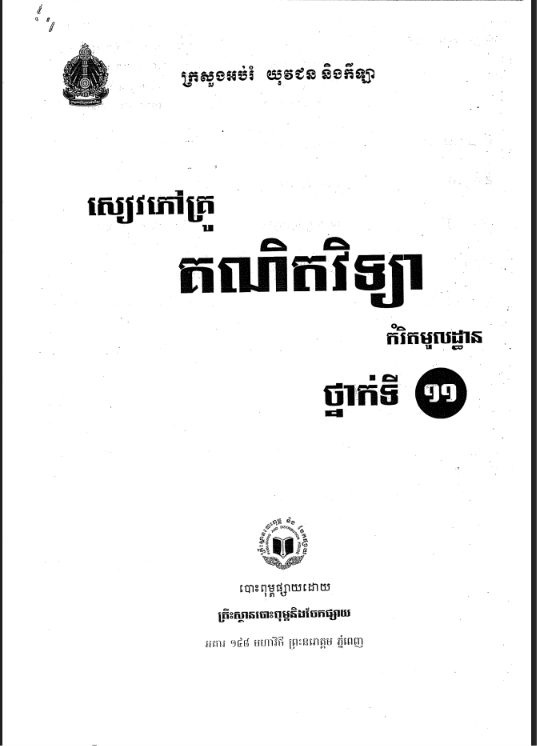 ក្រសួងអប់រំ យុវជន និងកីឡា
សៀវភៅគ្រូ
គណិតវិទ្យា
កំរិតមូលដ្ឋាន
ថ្នាក់ទី ១១
បោះពុម្ពផ្សាយដោយ
គ្រឹះស្ថានបោះពុម្ពនិងចែកផ្សាយ
អគារ ១៤៨ មហាវិថី ព្រះនរោត្តម ភ្នំពេញ